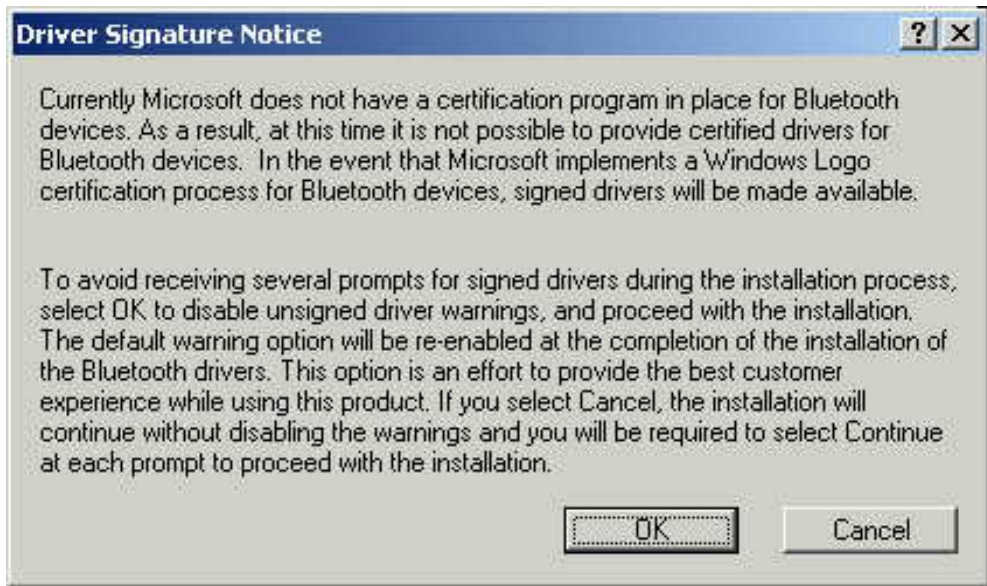 Driver Signature Notice
Currently Microsoft does not have a certification program in place for Bluetooth
devices. As a result, at this time it is not possible to provide certified drivers for
Bluetooth devices.  In the event that Microsoft implements a Windows Logo
certification process for Bluetooth devices, signed drivers will be made available.
To avoid receiving several prompts for signed drivers during the installation process,
select OK to disable unsigned driver warnings, and proceed with the installation.
The default warning option will be re-enabled at the completion of the installation of
the Bluetooth drivers. This option is an effort to provide the best customer
experience while using this product. If you select Cancel, the installation will
continue without disabling the warnings and you will be required to select Continue
at each prompt to proceed with the installation.
OK Cancel